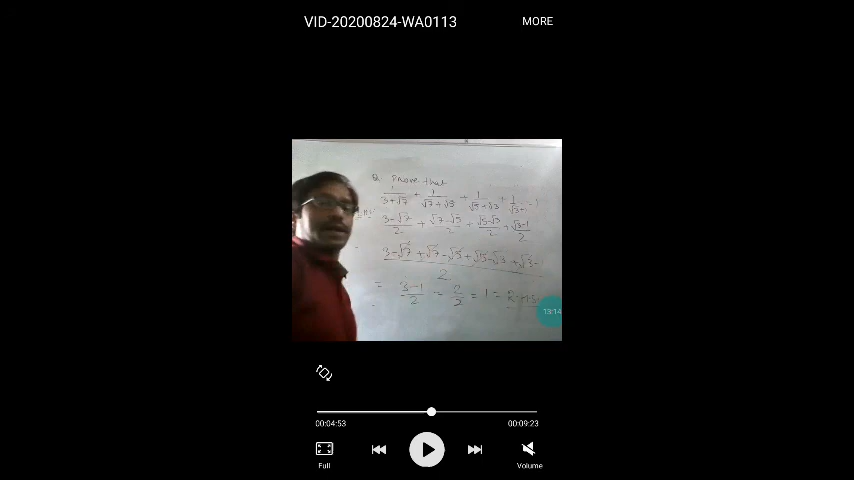 VID-20200824-WA0113
MORE
Q. Prove that
1/(3+√7) + 1/(√7+√5) + 1/(√5+√3) + 1/(√3+1) = 1
= (3-√7)/2 + (√7-√5)/2 + (√5-√3)/2 + (√3-1)/2
(3-√7+√7-√5+√5-√3+√3-1)/2
= (3-1)/2 = 2/2 = 1 = R.H.S.
13:14
00:04:53
00:09:23
Full
Volume